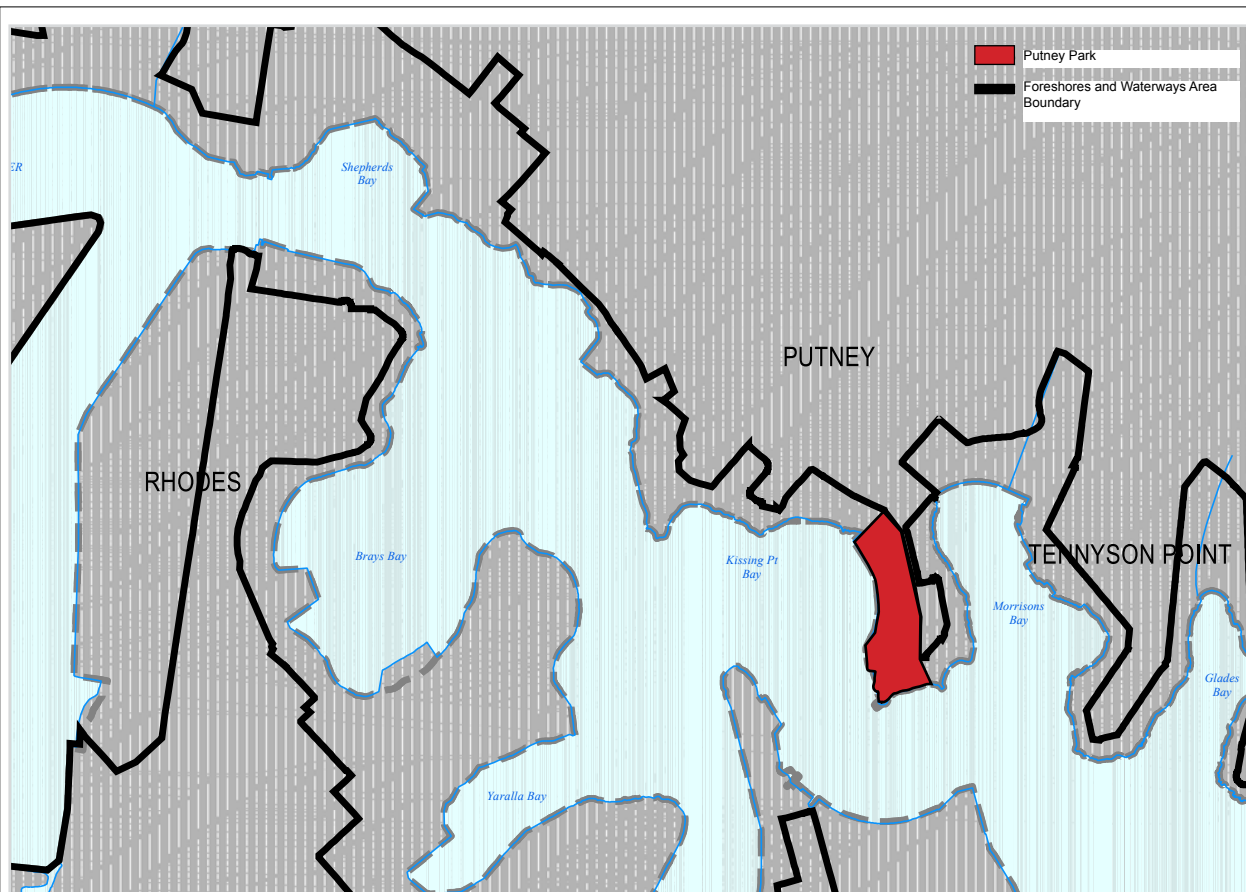 Putney Park
Foreshores and Waterways Area
Boundary
ER
Shepherds
Bay
PUTNEY
RHODES
Brays Bay
Kissing Pt
Bay
TENNYSON POINT
Morrisons
Bay
Glades
Bay
Yaralla Bay